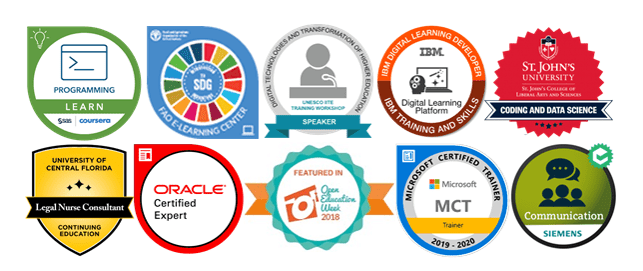 PROGRAMMING
LEARN
sas
coursera
SDG
FAO E-LEARNING CENTER
DIGITAL TECHNOLOGIES AND TRANSFORMATION OF HIGHER EDUCATION
UNESCO IITE
TRAINING WORKSHOP
SPEAKER
IBM DIGITAL LEARNING DEVELOPER
IBM
Digital Learning
Platform
IBM TRAINING AND SKILLS
ST. JOHN'S
UNIVERSITY
ST. JOHN'S COLLEGE OF
LIBERAL ARTS AND SCIENCES
CODING AND DATA SCIENCE
UNIVERSITY OF
CENTRAL FLORIDA
Legal Nurse Consultant
CONTINUING
EDUCATION
ORACLE
Certified
Expert
FEATURED IN
Open
Education
Week
2018
MICROSOFT CERTIFIED TRAINER
Microsoft
MCT
Trainer
2019 - 2020
Communication
SIEMENS